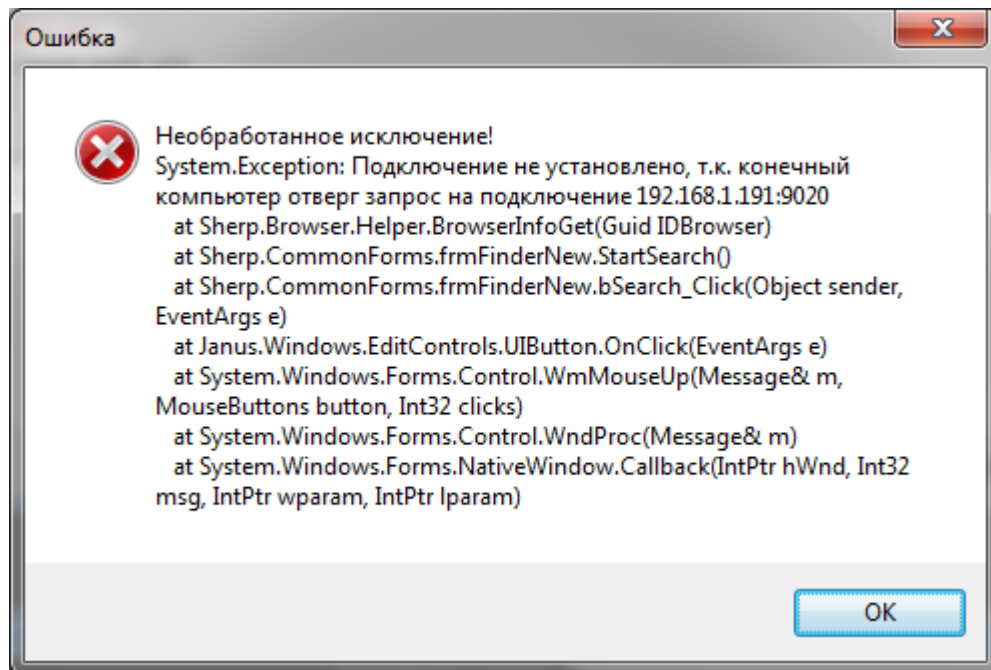 Ошибка
Необработанное исключение!
System.Exception: Подключение не установлено, т.к. конечный
компьютер отверг запрос на подключение 192.168.1.191:9020
at Sherp.Browser.Helper.BrowserInfoGet(Guid IDBrowser)
at Sherp.CommonForms.frmFinderNew.StartSearch()
at Sherp.CommonForms.frmFinderNew.bSearch_Click(Object sender,
EventArgs e)
at Janus.Windows.EditControls.UIButton.OnClick(EventArgs e)
at System.Windows.Forms.Control.WmMouseUp(Message& m,
MouseButtons button, Int32 clicks)
at System.Windows.Forms.Control.WndProc(Message& m)
at System.Windows.Forms.NativeWindow.Callback(IntPtr hWnd, Int32
msg, IntPtr wparam, IntPtr lparam)
OK